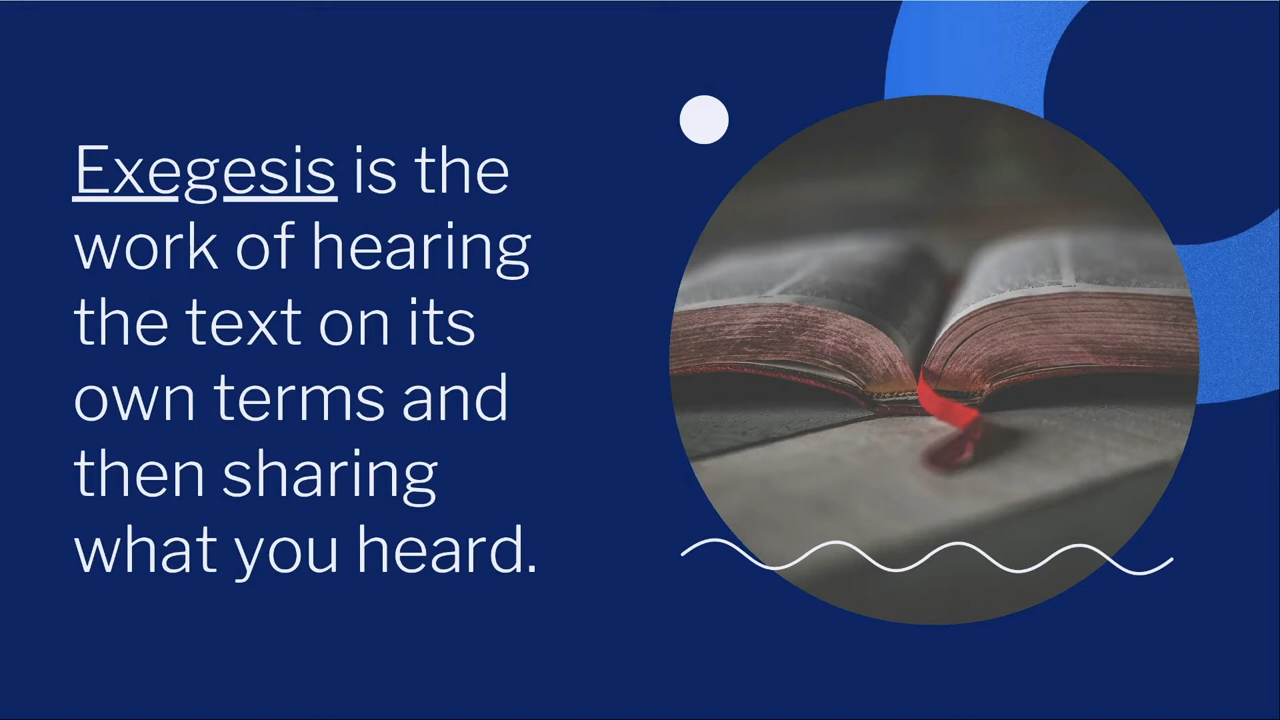 Exegesis is the
work of hearing
the text on its
own terms and
then sharing
what you heard.